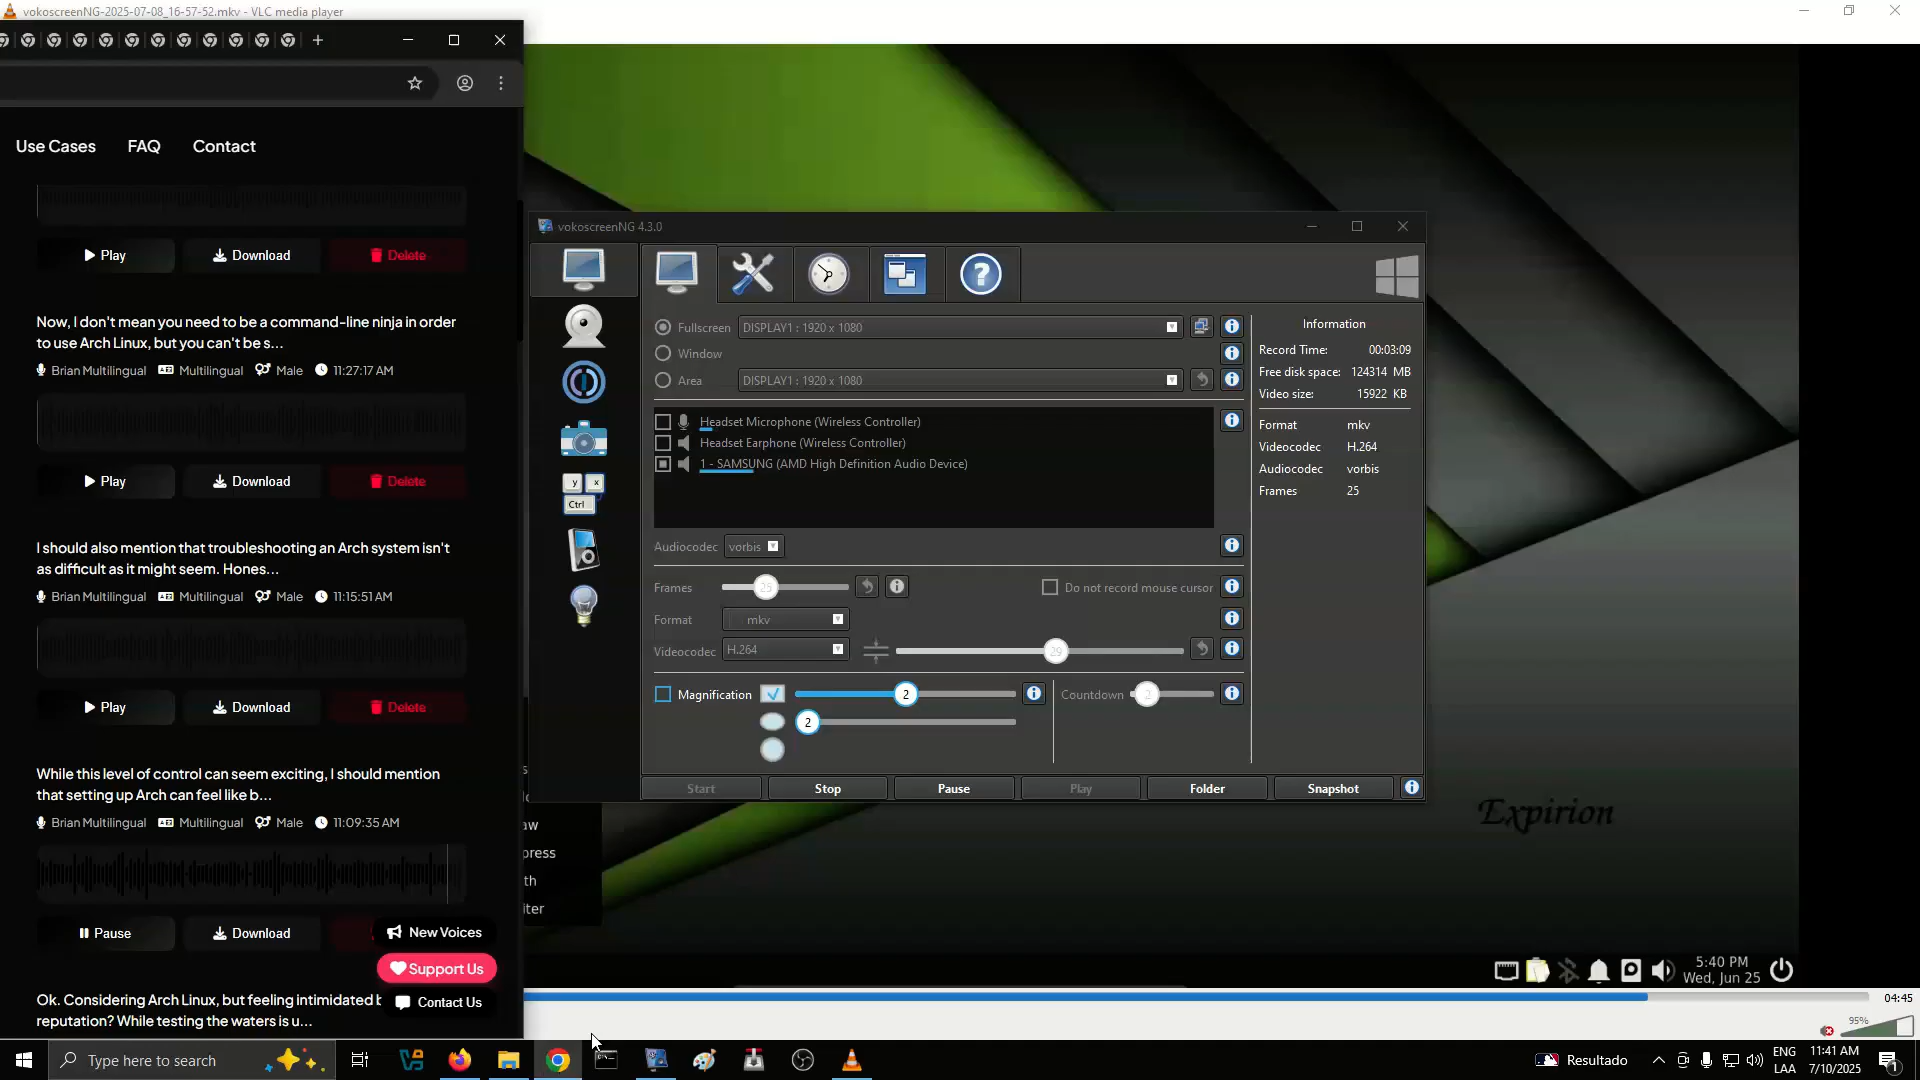 vokoscreenNG-2025-07-08_16-57-52.mkv - VLC media player
Use Cases
FAQ
Contact
Play
Download
Delete
Now, I don't mean you need to be a command-line ninja in order
to use Arch Linux, but you can't be s...
Brian Multilingual
Multilingual
Male
11:27:17 AM
Play
Download
Delete
I should also mention that troubleshooting an Arch system isn't
as difficult as it might seem. Hones...
Brian Multilingual
Multilingual
Male
11:15:51 AM
Play
Download
Delete
While this level of control can seem exciting, I should mention
that setting up Arch can feel like b...
Brian Multilingual
Multilingual
Male
11:09:35 AM
Pause
Download
New Voices
Support Us
Contact Us
Ok. Considering Arch Linux, but feeling intimidated b
reputation? While testing the waters is u...
vokoscreenNG 4.3.0
Fullscreen
DISPLAY1 : 1920 x 1080
Window
Area
DISPLAY1 : 1920 x 1080
Headset Microphone (Wireless Controller)
Headset Earphone (Wireless Controller)
1 - SAMSUNG (AMD High Definition Audio Device)
Audiocodec
vorbis
Frames
25
Do not record mouse cursor
Format
mkv
Videocodec
H.264
29
Magnification
2
2
Countdown
2
Start
Stop
Pause
Play
Folder
Snapshot
y
x
Ctrl
Information
Record Time: 00:03:09
Free disk space: 124314 MB
Video size: 15922 KB
Format mkv
Videocodec H.264
Audiocodec vorbis
Frames 25
aw
press
th
iter
Expirion
5:40 PM
Wed, Jun 25
04:45
95%
Type here to search
Resultado
ENG
LAA
11:41 AM
7/10/2025
1